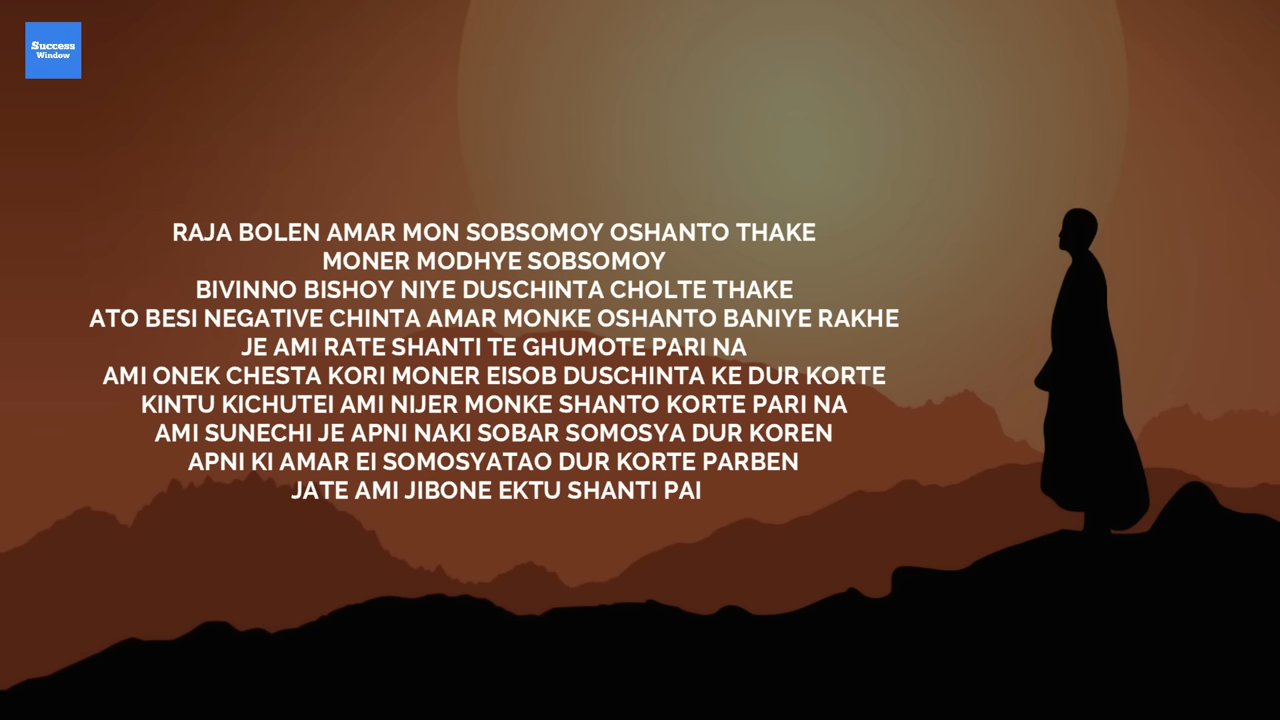 Success
Window
RAJA BOLEN AMAR MON SOBSOMOY OSHANTO THAKE
MONER MODHYE SOBSOMOY
BIVINNO BISHOY NIYE DUSCHINTA CHOLTE THAKE
ATO BESI NEGATIVE CHINTA AMAR MONKE OSHANTO BANIYE RAKHE
JE AMI RATE SHANTI TE GHUMOTE PARI NA
AMI ONEK CHESTA KORI MONER EISOB DUSCHINTA KE DUR KORTE
KINTU KICHUTEI AMI NIJER MONKE SHANTO KORTE PARI NA
AMI SUNECHI JE APNI NAKI SOBAR SOMOSYA DUR KOREN
APNI KI AMAR EI SOMOSYATAO DUR KORTE PARBEN
JATE AMI JIBONE EKTU SHANTI PAI